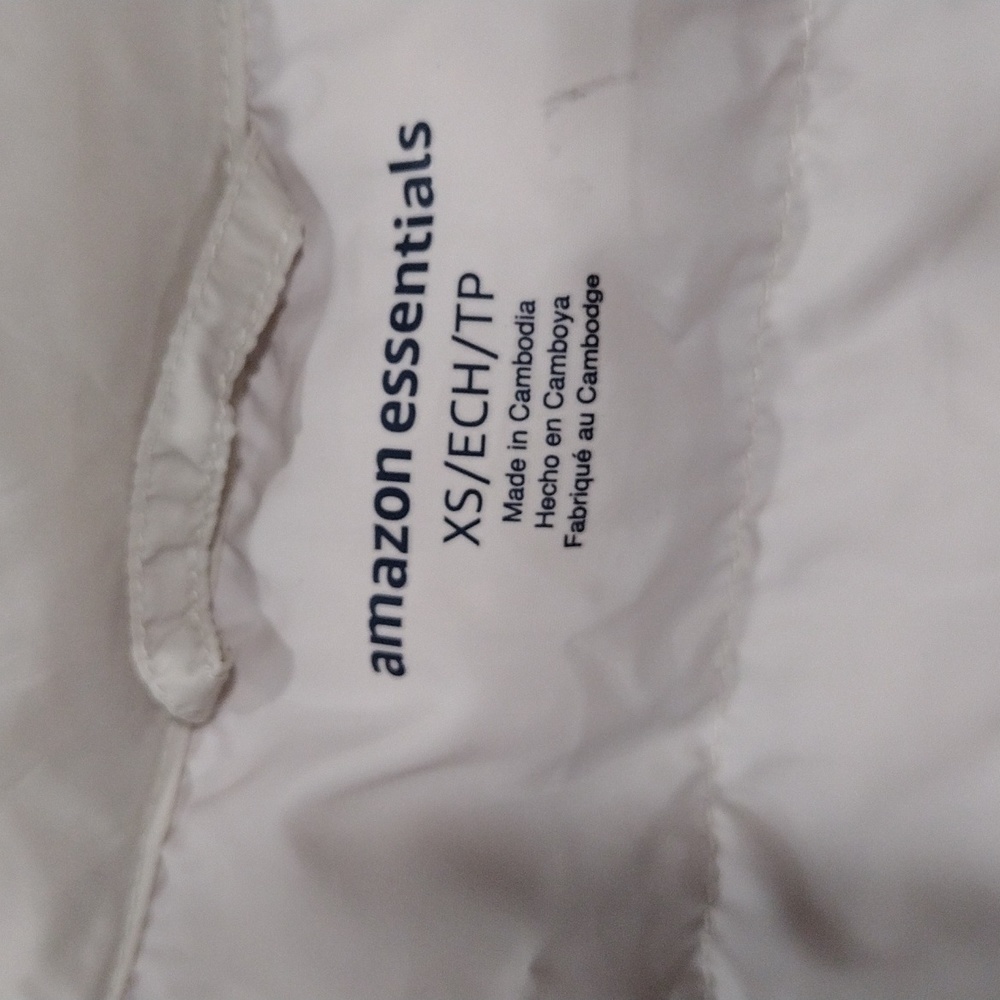 amazon essentials
XS/ECH/TP
Made in Cambodia
Hecho en Camboya
Fabriqué au Cambodge